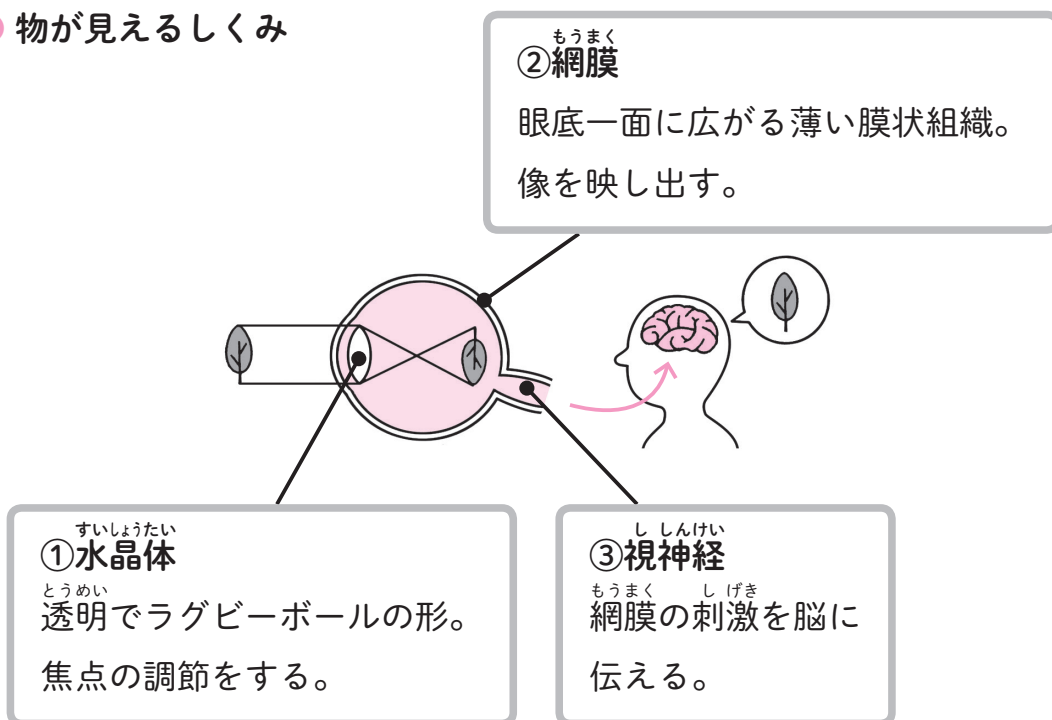 物が見えるしくみ
もうまく
②網膜
眼底一面に広がる薄い膜状組織。
像を映し出す。
すいしょうたい
①水晶体
とうめい
透明でラグビーボールの形。
焦点の調節をする。
し しんけい
③視神経
もうまく し げき
網膜の刺激を脳に
伝える。